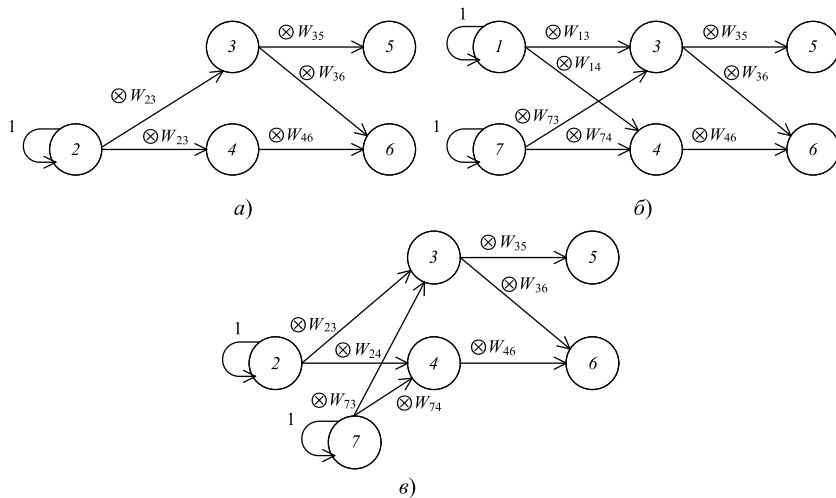 1 ⊗ W₁₃ ⊗ W₃₅
⊗ W₃₅ 1 3 5
3 5 ⊗ W₁₄ ⊗ W₃₆
⊗ W₃₆
⊗ W₂₃ ⊗ W₇₃
1 ⊗ W₂₃ ⊗ W₄₆ 1 ⊗ W₇₄ ⊗ W₄₆
2 4 6 7 4 6
а) б)
⊗ W₃₅
3 5
⊗ W₃₆
1 ⊗ W₂₃
⊗ W₂₄ ⊗ W₄₆
2 4 6
1 ⊗ W₇₃ ⊗ W₇₄
7
в)